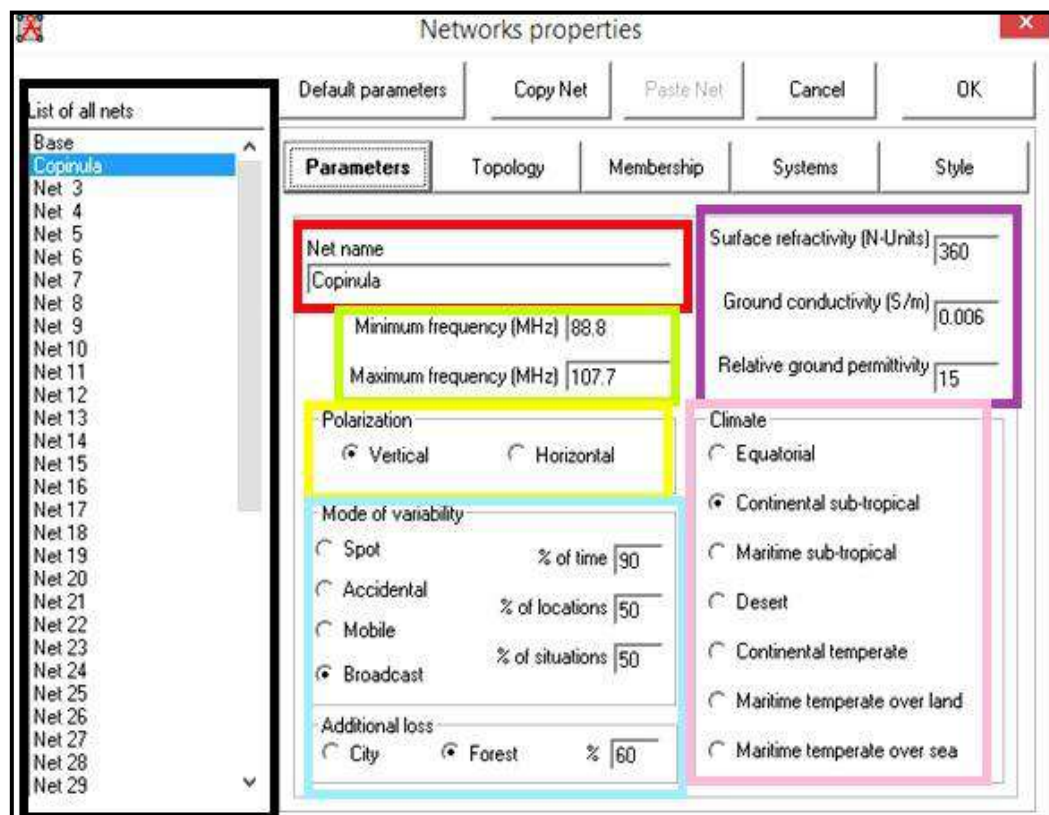 Networks properties
List of all nets
Base
Copinula
Net 3
Net 4
Net 5
Net 6
Net 7
Net 8
Net 9
Net 10
Net 11
Net 12
Net 13
Net 14
Net 15
Net 16
Net 17
Net 18
Net 19
Net 20
Net 21
Net 22
Net 23
Net 24
Net 25
Net 26
Net 27
Net 28
Net 29
Default parameters Copy Net Paste Net Cancel OK
Parameters Topology Membership Systems Style
Net name
Copinula
Minimum frequency (MHz) 88.8
Maximum frequency (MHz) 107.7
Polarization
Vertical Horizontal
Mode of variability
Spot
Accidental
Mobile
Broadcast
% of time 90
% of locations 50
% of situations 50
Additional loss
City Forest % 60
Surface refractivity (N-Units) 360
Ground conductivity (S/m) 0.006
Relative ground permittivity 15
Climate
Equatorial
Continental sub-tropical
Maritime sub-tropical
Desert
Continental temperate
Maritime temperate over land
Maritime temperate over sea